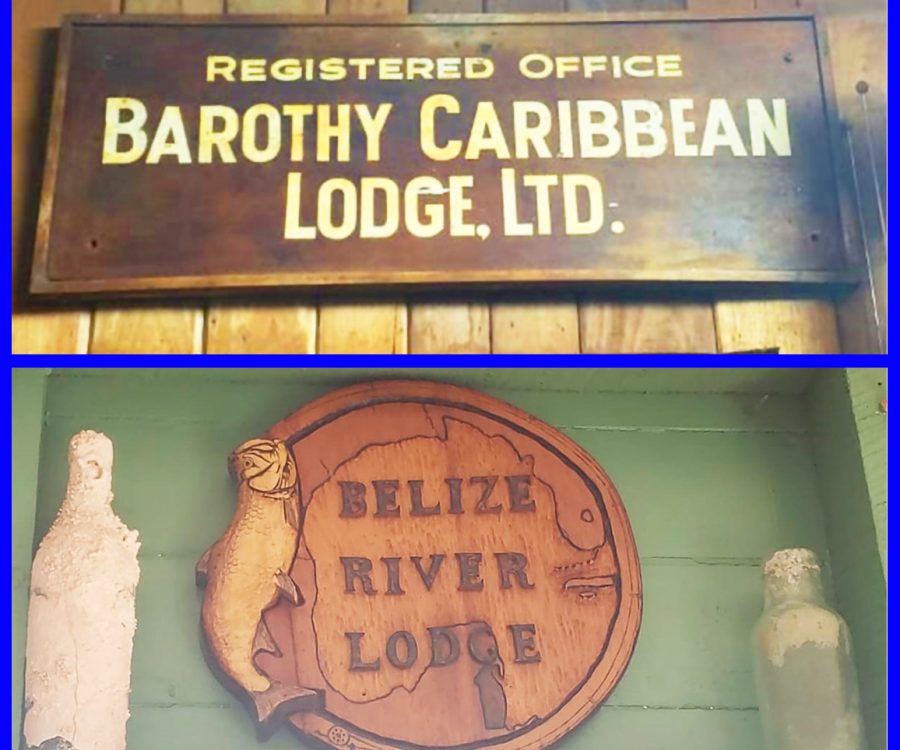 REGISTERED OFFICE
BAROTHY CARIBBEAN
LODGE, LTD.
BELIZE
RIVER
LODGE